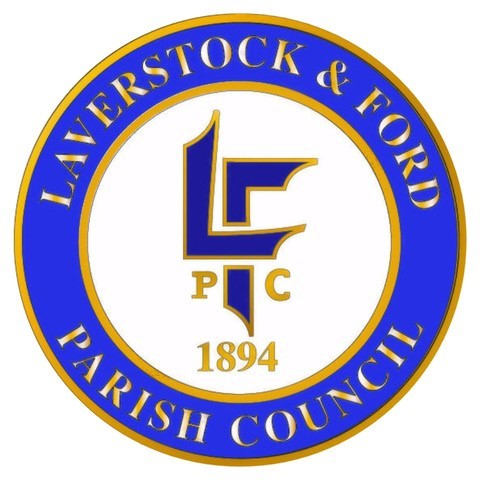 LAVERSTOCK & FORD
LF
P C
1894
PARISH COUNCIL